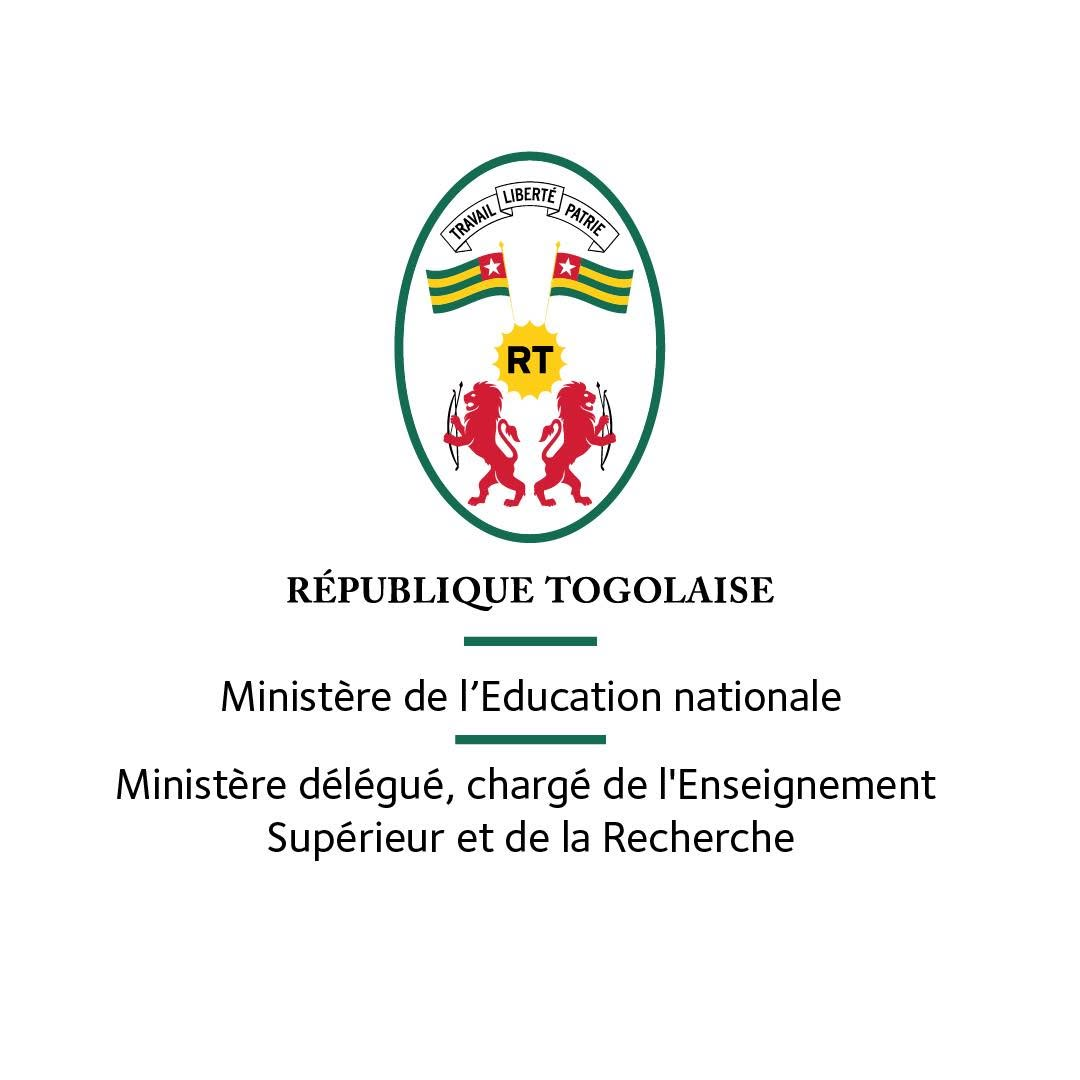 TRAVAIL LIBERTÉ PATRIE
RT
RÉPUBLIQUE TOGOLAISE
Ministère de l’Education nationale
Ministère délégué, chargé de l'Enseignement
Supérieur et de la Recherche